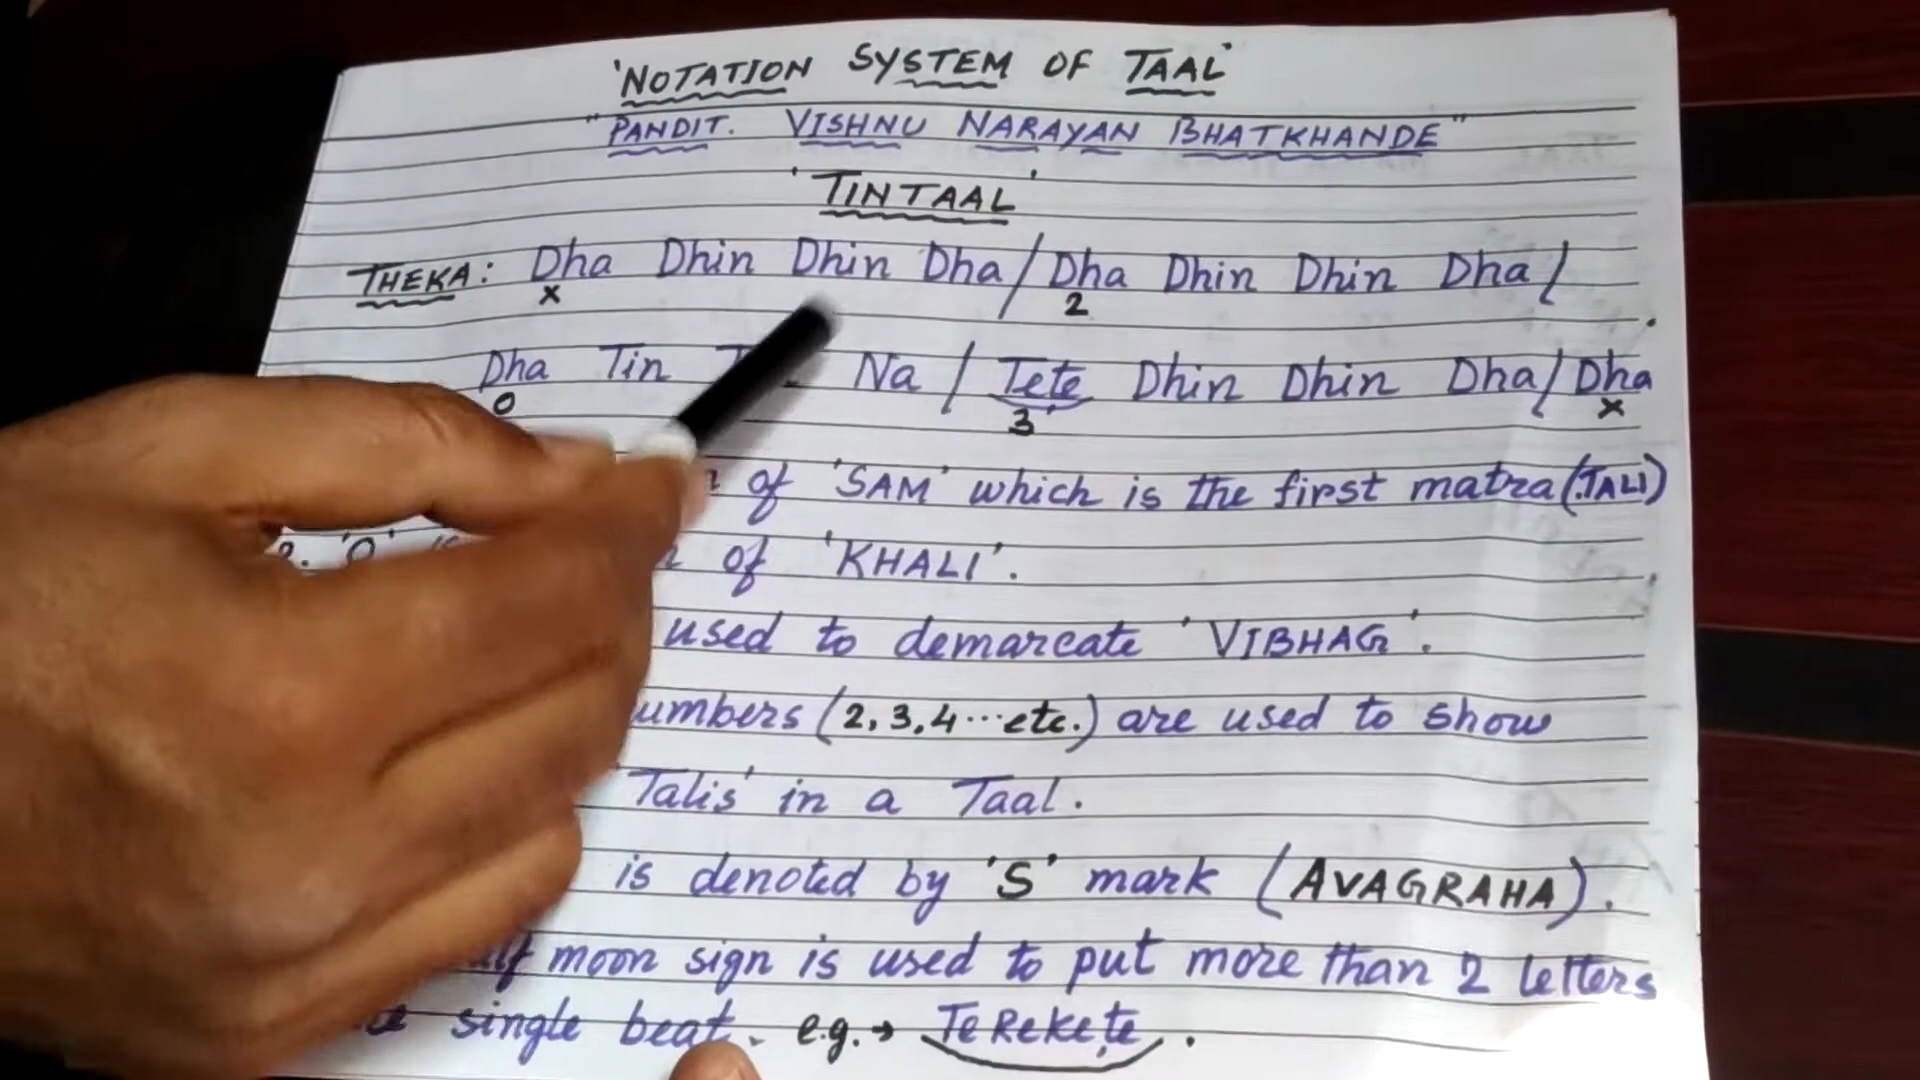 'NOTATION SYSTEM OF TAAL'
"PANDIT. VISHNU NARAYAN BHATKHANDE"
'TINTAAL'
THEKA: Dha Dhin Dhin Dha / Dha Dhin Dhin Dha /
x 2
Dha Tin Na / Tete Dhin Dhin Dha / Dha
0 3 x
of 'SAM' which is the first matra (TALI)
2. '0' of 'KHALI'.
used to demarcate 'VIBHAG'.
(2,3,4...etc.) are used to show
'Talis' in a Taal.
is denoted by 'S' mark (AVAGRAHA).
moon sign is used to put more than 2 letters
single beat. e.g. → TeReKete.